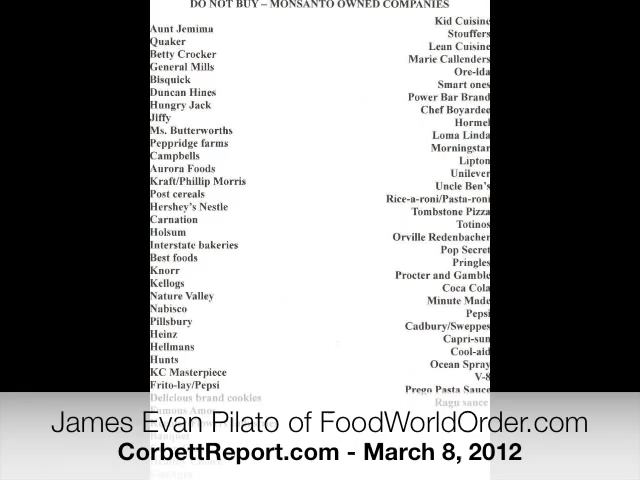 DO NOT BUY – MONSANTO OWNED COMPANIES
Aunt Jemima
Quaker
Betty Crocker
General Mills
Bisquick
Duncan Hines
Hungry Jack
Jiffy
Ms. Butterworths
Peppridge farms
Campbells
Aurora Foods
Kraft/Phillip Morris
Post cereals
Hershey's Nestle
Carnation
Holsum
Interstate bakeries
Best foods
Knorr
Kellogs
Nature Valley
Nabisco
Pillsbury
Heinz
Hellmans
Hunts
KC Masterpiece
Frito-lay/Pepsi
Delicious brand cookies
Famous Amos
Banquet
Kid Cuisine
Stouffers
Lean Cuisine
Marie Callenders
Ore-ida
Smart ones
Power Bar Brand
Chef Boyardee
Hormel
Loma Linda
Morningstar
Lipton
Unilever
Uncle Ben's
Rice-a-roni/Pasta-roni
Tombstone Pizza
Totinos
Orville Redenbacher
Pop Secret
Pringles
Procter and Gamble
Coca Cola
Minute Made
Pepsi
Cadbury/Sweppes
Capri-sun
Cool-aid
Ocean Spray
V-8
Prego Pasta Sauce
Ragu sauce
James Evan Pilato of FoodWorldOrder.com
CorbettReport.com - March 8, 2012